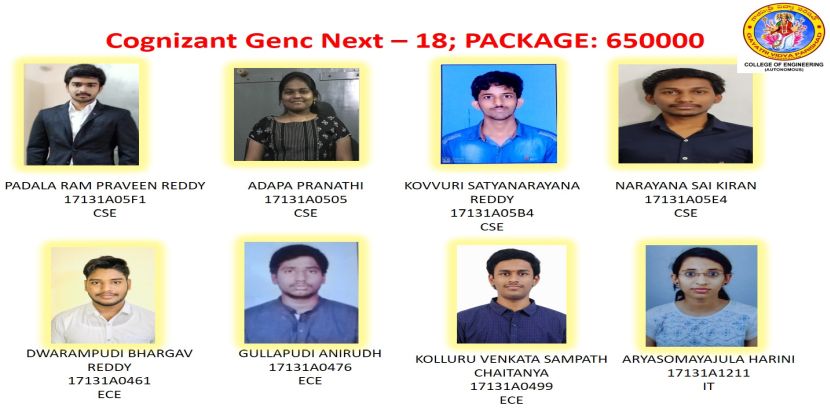 Cognizant Genc Next – 18; PACKAGE: 650000
GAYATRI VIDYA PARISHAD
COLLEGE OF ENGINEERING
(AUTONOMOUS)
PADALA RAM PRAVEEN REDDY
17131A05F1
CSE
ADAPA PRANATHI
17131A0505
CSE
KOVVURI SATYANARAYANA
REDDY
17131A05B4
CSE
NARAYANA SAI KIRAN
17131A05E4
CSE
DWARAMPUDI BHARGAV
REDDY
17131A0461
ECE
GULLAPUDI ANIRUDH
17131A0476
ECE
KOLLURU VENKATA SAMPATH
CHAITANYA
17131A0499
ECE
ARYASOMAYAJULA HARINI
17131A1211
IT